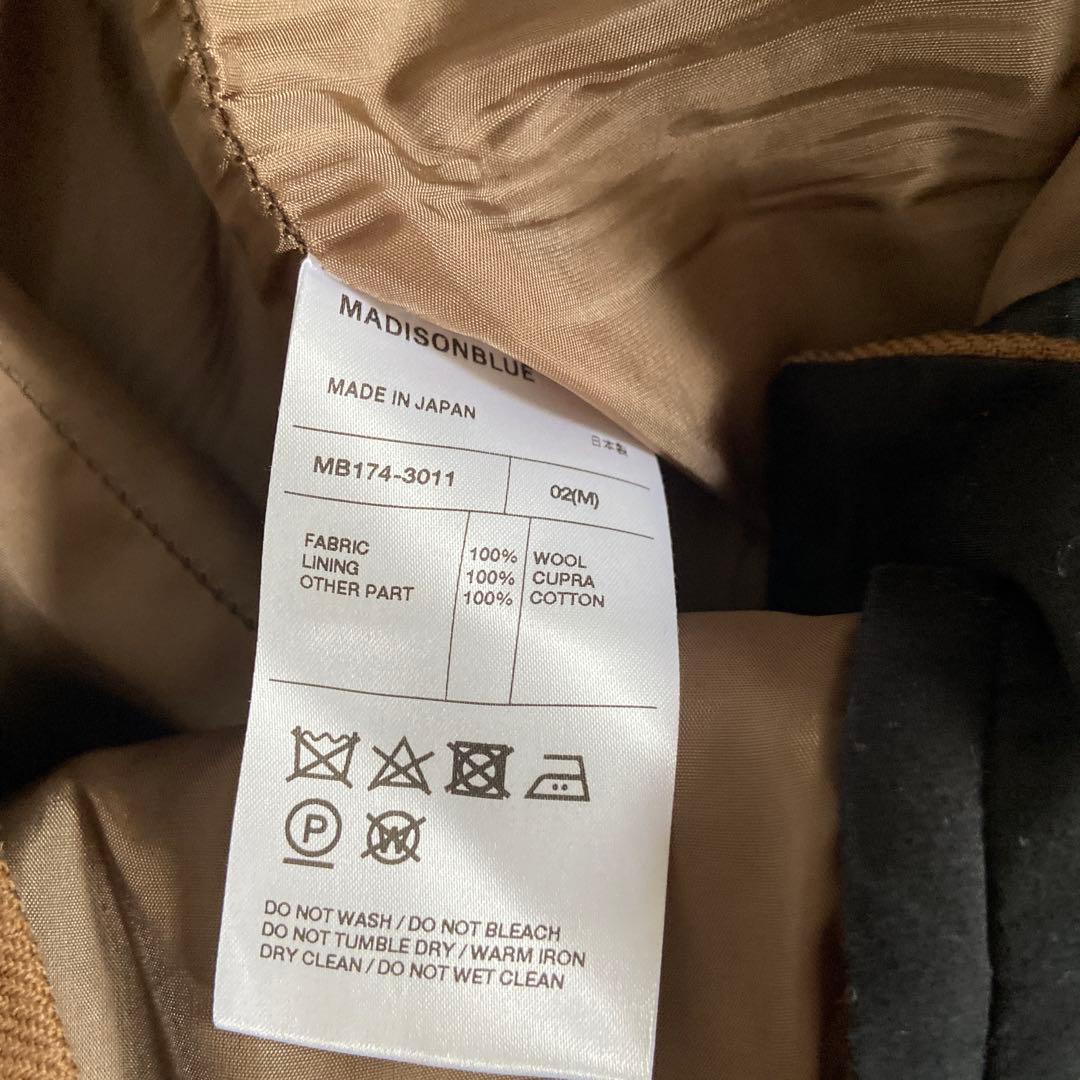 MADISONBLUE
MADE IN JAPAN
日本製
MB174-3011 02(M)
FABRIC 100% WOOL
LINING 100% CUPRA
OTHER PART 100% COTTON
P W
DO NOT WASH / DO NOT BLEACH
DO NOT TUMBLE DRY / WARM IRON
DRY CLEAN / DO NOT WET CLEAN